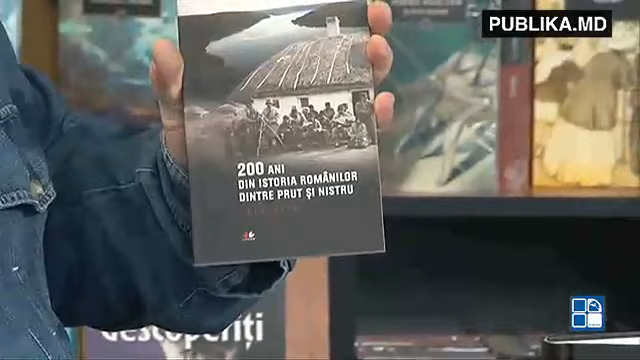 PUBLIKA.MD
200 ANI
DIN ISTORIA ROMÂNILOR
DINTRE PRUT ȘI NISTRU
descoperiți